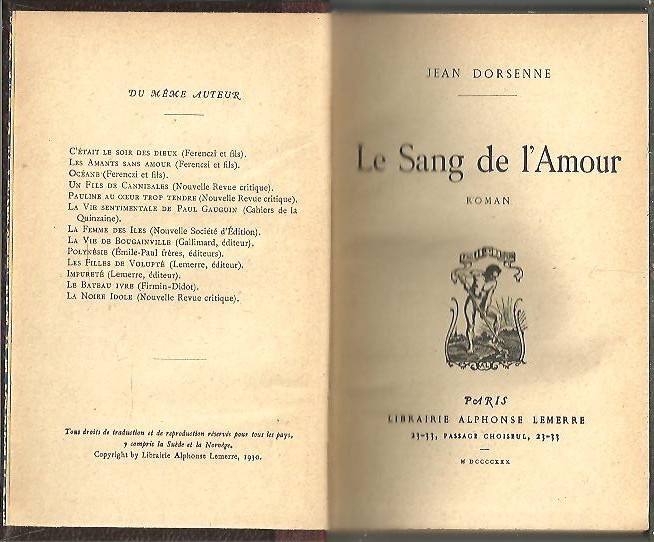 DU MÊME AUTEUR
C'ÉTAIT LE SOIR DES DIEUX (Ferenczi et fils).
LES AMANTS SANS AMOUR (Ferenczi et fils).
OCÉANE (Ferenczi et fils).
UN FILS DE CANNIBALES (Nouvelle Revue critique).
PAULINE AU CŒUR TROP TENDRE (Nouvelle Revue critique).
LA VIE SENTIMENTALE DE PAUL GAUGUIN (Cahiers de la
Quinzaine).
LA FEMME DES ILES (Nouvelle Société d'Édition).
LA VIE DE BOUGAINVILLE (Gallimard, éditeur).
POLYNÉSIE (Émile-Paul frères, éditeurs).
LES FILLES DE VOLUPTÉ (Lemerre, éditeur).
IMPURETÉ (Lemerre, éditeur).
LE BATEAU IVRE (Firmin-Didot).
LA NOIRE IDOLE (Nouvelle Revue critique).
Tous droits de traduction et de reproduction réservés pour tous les pays,
y compris la Suède et la Norvège.
Copyright by Librairie Alphonse Lemerre, 1930.
JEAN DORSENNE
Le Sang de l'Amour
ROMAN
PARIS
LIBRAIRIE ALPHONSE LEMERRE
23-33, PASSAGE CHOISEUL, 23-33
M DCCCCXXX